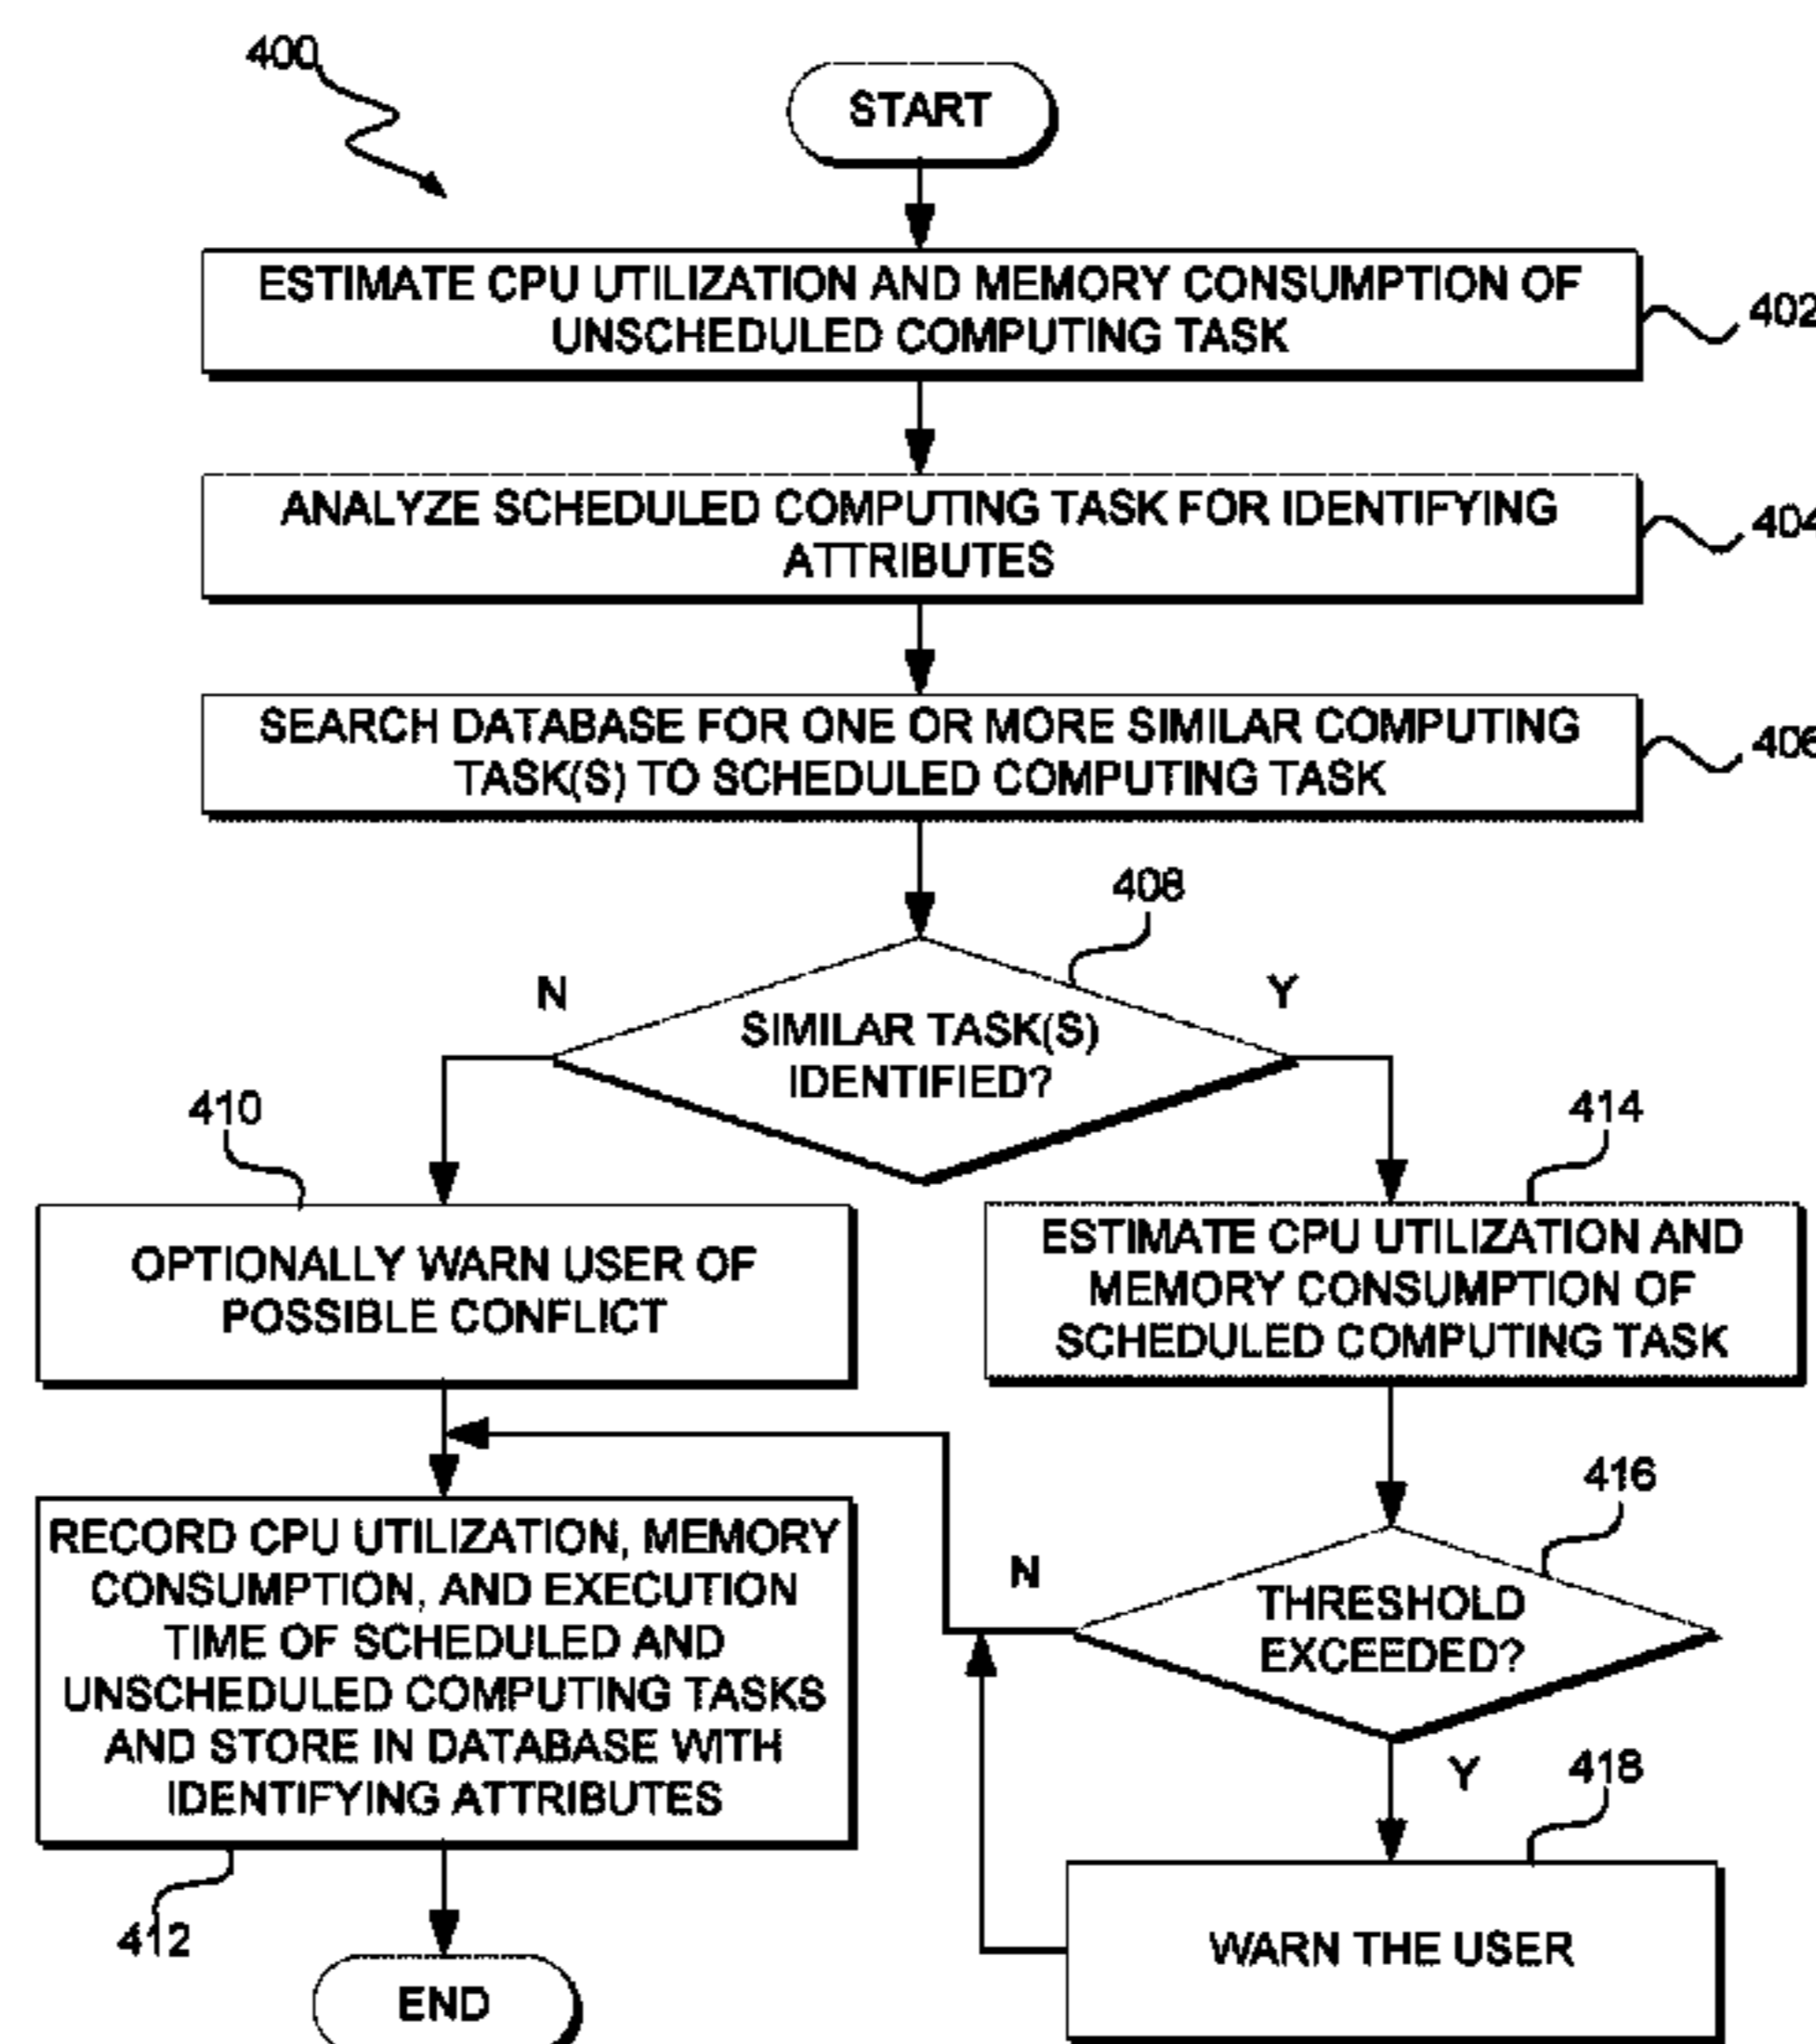 400
START
ESTIMATE CPU UTILIZATION AND MEMORY CONSUMPTION OF
UNSCHEDULED COMPUTING TASK
402
ANALYZE SCHEDULED COMPUTING TASK FOR IDENTIFYING
ATTRIBUTES
404
SEARCH DATABASE FOR ONE OR MORE SIMILAR COMPUTING
TASK(S) TO SCHEDULED COMPUTING TASK
406
408
N
Y
SIMILAR TASK(S)
IDENTIFIED?
410
414
OPTIONALLY WARN USER OF
POSSIBLE CONFLICT
ESTIMATE CPU UTILIZATION AND
MEMORY CONSUMPTION OF
SCHEDULED COMPUTING TASK
416
RECORD CPU UTILIZATION, MEMORY
CONSUMPTION, AND EXECUTION
TIME OF SCHEDULED AND
UNSCHEDULED COMPUTING TASKS
AND STORE IN DATABASE WITH
IDENTIFYING ATTRIBUTES
N
THRESHOLD
EXCEEDED?
Y
418
412
WARN THE USER
END